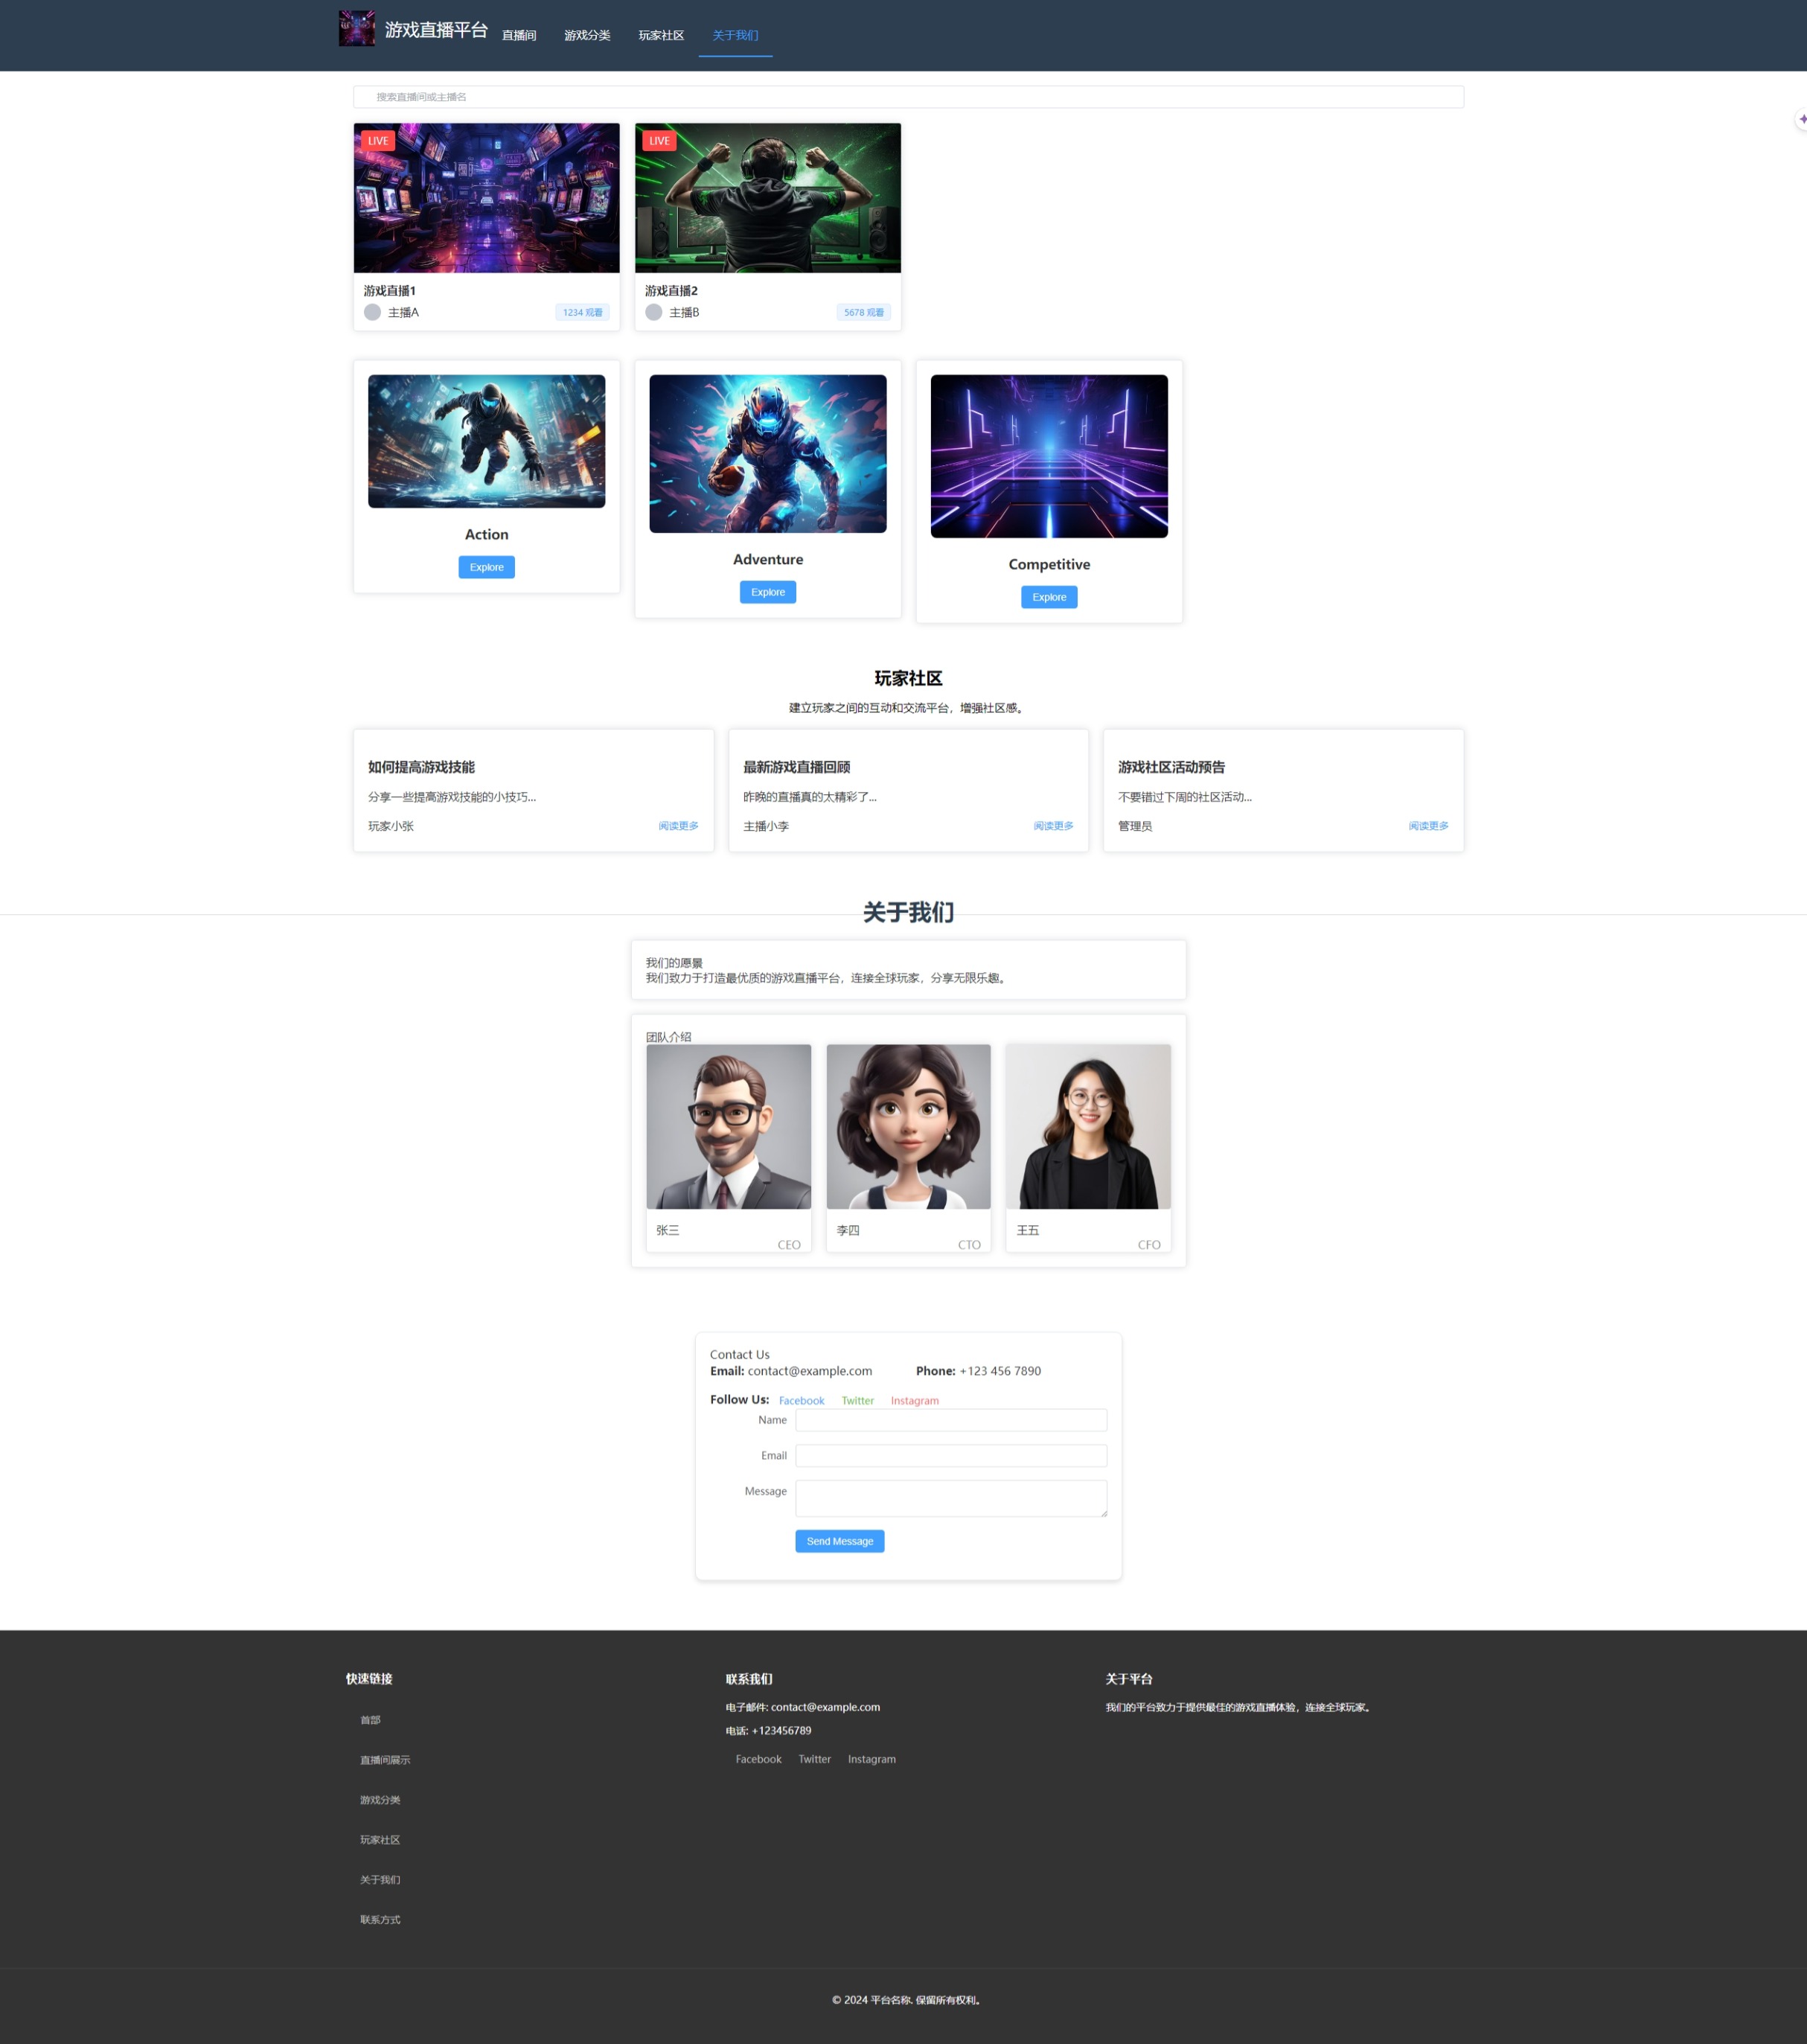 游戏直播平台
直播间 游戏分类 玩家社区 关于我们
搜索直播间或主播名
LIVE
LIVE
游戏直播1
主播A
1234 观看
游戏直播2
主播B
5678 观看
Action
Explore
Adventure
Explore
Competitive
Explore
玩家社区
建立玩家之间的互动和交流平台，增强社区感。
如何提高游戏技能
分享一些提高游戏技能的小技巧...
玩家小张
阅读更多
最新游戏直播回顾
昨晚的直播真的太精彩了...
主播小李
阅读更多
游戏社区活动预告
不要错过下周的社区活动...
管理员
阅读更多
关于我们
我们的愿景
我们致力于打造最优质的游戏直播平台，连接全球玩家，分享无限乐趣。
团队介绍
张三
CEO
李四
CTO
王五
CFO
Contact Us
Email: contact@example.com
Phone: +123 456 7890
Follow Us: Facebook Twitter Instagram
Name
Email
Message
Send Message
快速链接
首部
直播间展示
游戏分类
玩家社区
关于我们
联系方式
联系我们
电子邮件: contact@example.com
电话: +123456789
Facebook Twitter Instagram
关于平台
我们的平台致力于提供最佳的游戏直播体验，连接全球玩家。
© 2024 平台名称. 保留所有权利。